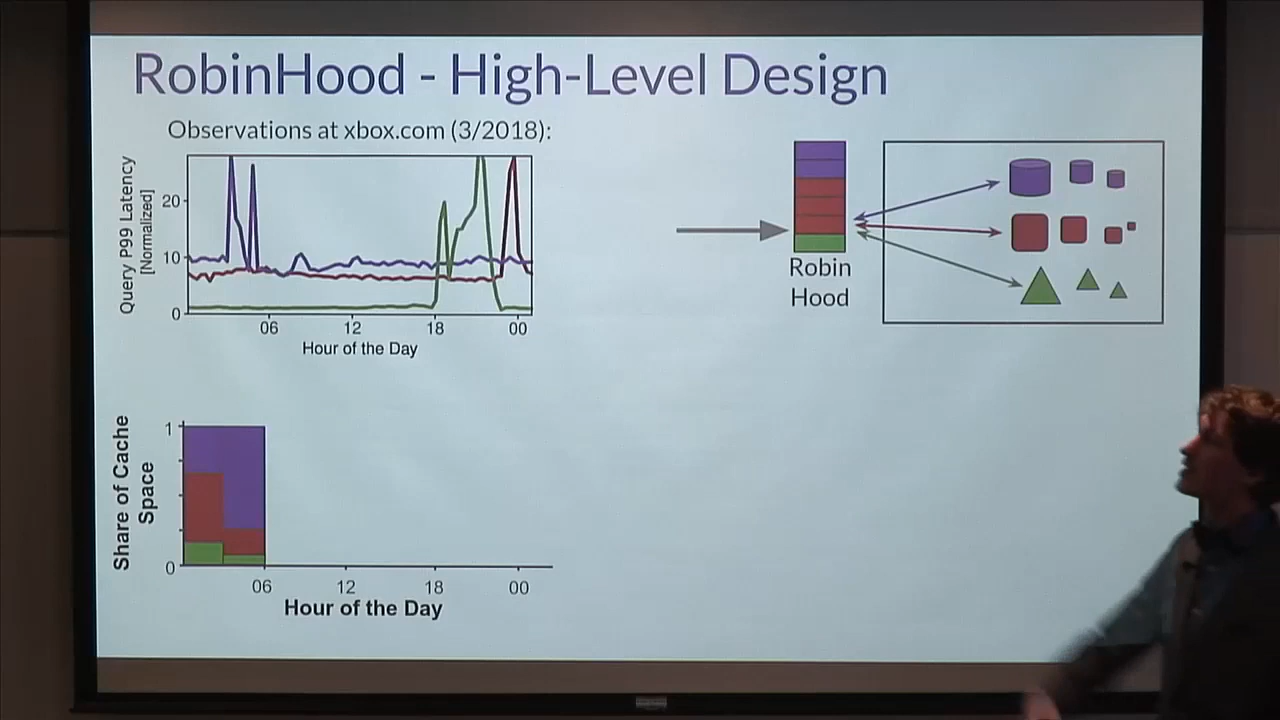 RobinHood - High-Level Design
Observations at xbox.com (3/2018):
Query P99 Latency
[Normalized]
20
10
0
06 12 18 00
Hour of the Day
Robin
Hood
Share of Cache
Space
1
0
06 12 18 00
Hour of the Day